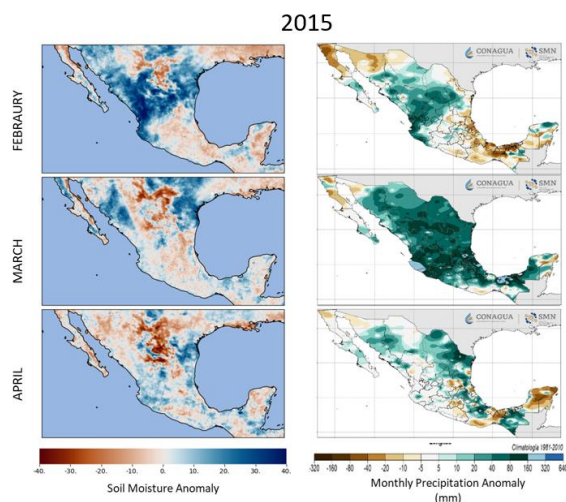 2015
FEBRAURY
CONAGUA
SMN
MARCH
CONAGUA
SMN
APRIL
CONAGUA
SMN
Climatología 1981-2010
-40. -30. -20. -10. 0. 10. 20. 30. 40.
Soil Moisture Anomaly
-320 -160 -80 -40 -20 -10 -5 5 10 20 40 80 160 320 640
Monthly Precipitation Anomaly
(mm)